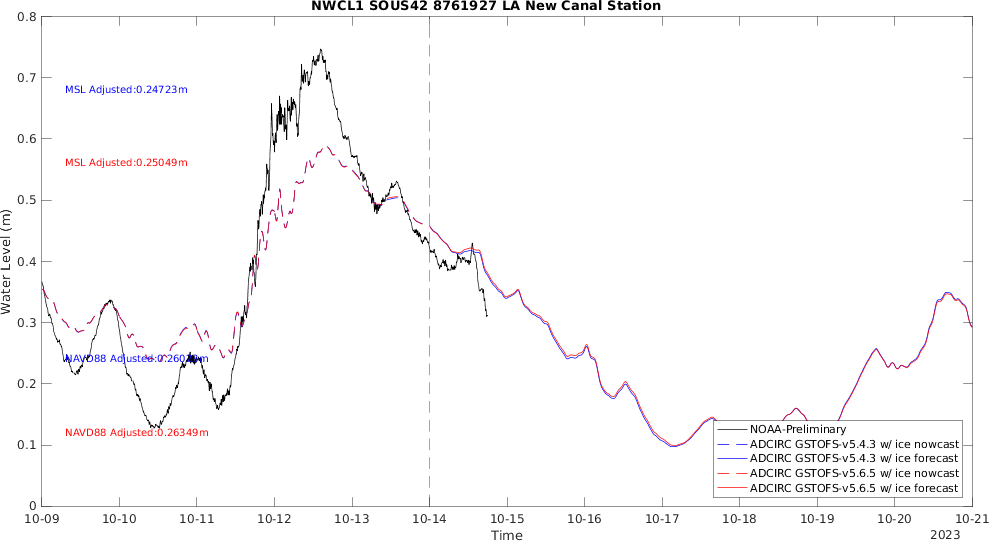 NWCL1 SOUS42 8761927 LA New Canal Station
0.8
0.7
0.6
0.5
0.4
0.3
0.2
0.1
0
Water Level (m)
MSL Adjusted:0.24723m
MSL Adjusted:0.25049m
NAVD88 Adjusted:
NAVD88 Adjusted:0.26349m
NOAA-Preliminary
ADCIRC GSTOFS-v5.4.3 w/ ice nowcast
ADCIRC GSTOFS-v5.4.3 w/ ice forecast
ADCIRC GSTOFS-v5.6.5 w/ ice nowcast
ADCIRC GSTOFS-v5.6.5 w/ ice forecast
10-09 10-10 10-11 10-12 10-13 10-14 10-15 10-16 10-17 10-18 10-19 10-20 10-21
Time
2023